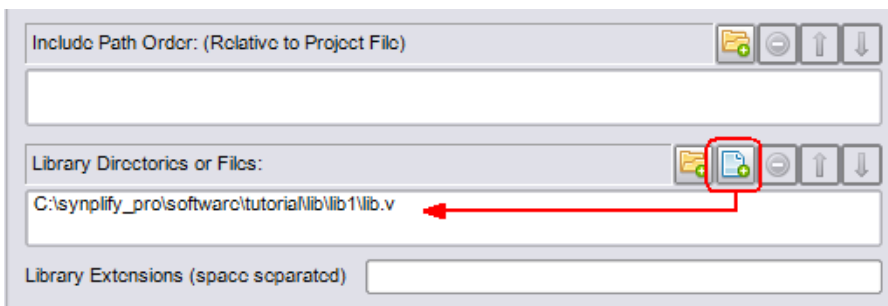 Include Path Order: (Relative to Project File)
Library Directories or Files:
C:\synplify_pro\software\tutorial\lib\lib1\lib.v
Library Extensions (space separated)